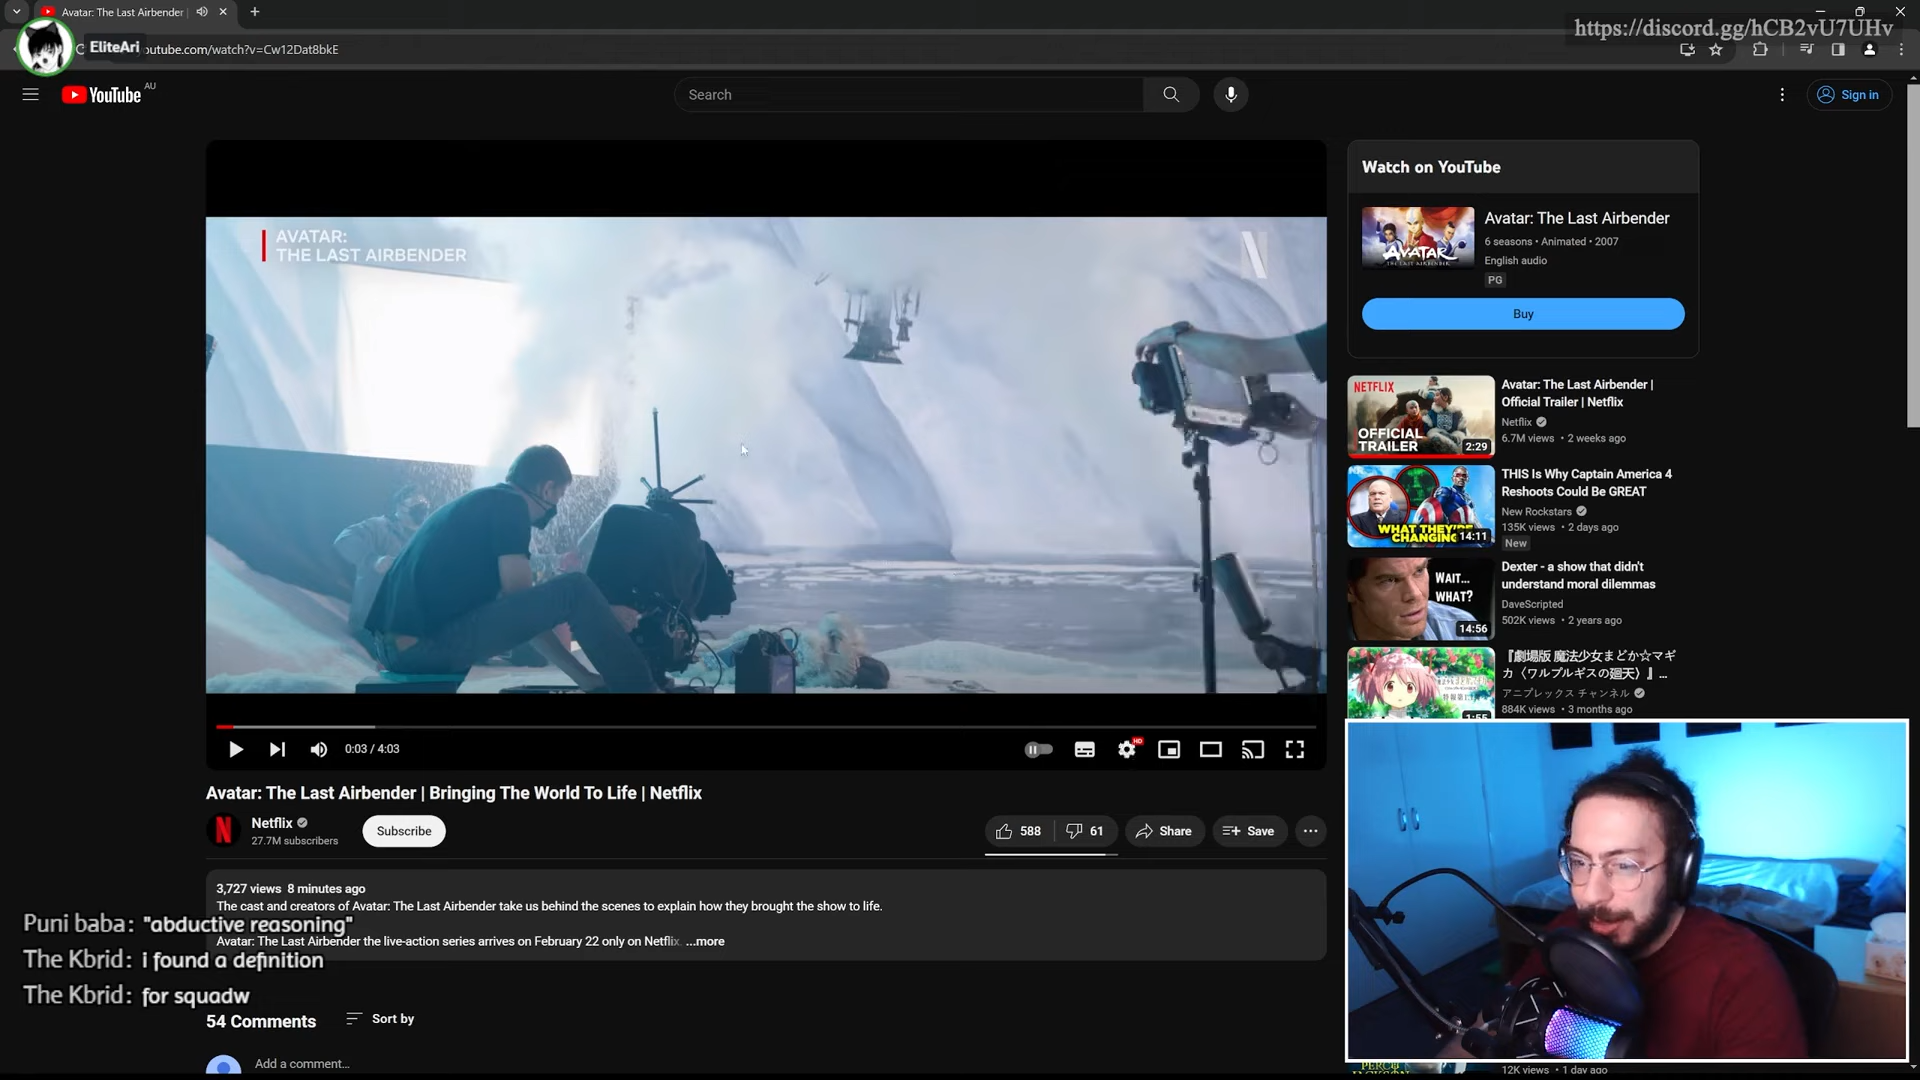 Avatar: The Last Airbender |
https://discord.gg/hCB2vU7UHv
EliteAri
outube.com/watch?v=Cw12Dat8bkE
YouTube AU
Search
Sign in
AVATAR:
THE LAST AIRBENDER
N
0:03 / 4:03
HD
Avatar: The Last Airbender | Bringing The World To Life | Netflix
Netflix
27.7M subscribers
Subscribe
588
61
Share
Save
3,727 views 8 minutes ago
The cast and creators of Avatar: The Last Airbender take us behind the scenes to explain how they brought the show to life.
Avatar: The Last Airbender the live-action series arrives on February 22 only on Netflix. ...more
Puni baba: "abductive reasoning"
The Kbrid: i found a definition
The Kbrid: for squadw
54 Comments
Sort by
Add a comment...
Watch on YouTube
AVATAR
THE LAST AIRBENDER
Avatar: The Last Airbender
6 seasons • Animated • 2007
English audio
PG
Buy
NETFLIX
OFFICIAL
TRAILER
2:29
Avatar: The Last Airbender |
Official Trailer | Netflix
Netflix
6.7M views • 2 weeks ago
WHAT THEY'RE
CHANGING
14:11
THIS Is Why Captain America 4
Reshoots Could Be GREAT
New Rockstars
135K views • 2 days ago
New
WAIT...
WHAT?
14:56
Dexter - a show that didn't
understand moral dilemmas
DaveScripted
502K views • 2 years ago
1:55
『劇場版 魔法少女まどか☆マギ
カ〈ワルプルギスの廻天〉』...
アニプレックス チャンネル
884K views • 3 months ago
PERCY
JACKSON
12K views • 1 day ago